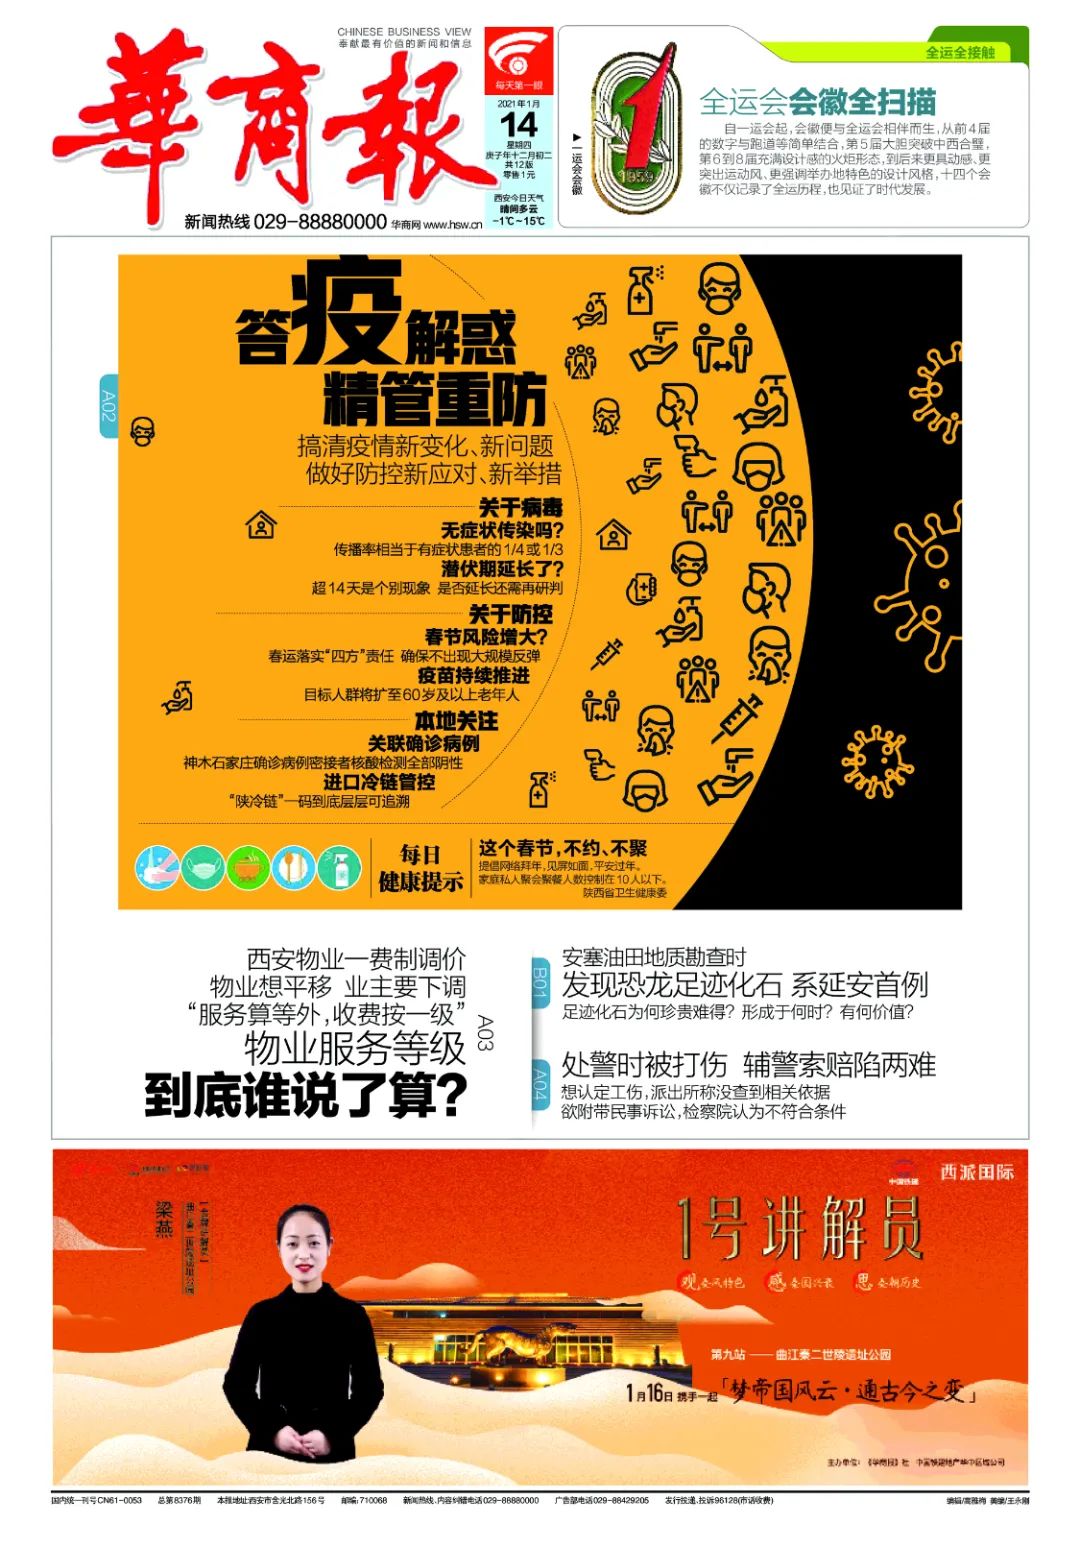 CHINESE BUSINESS VIEW
奉献最有价值的新闻和信息
華商報
新闻热线 029-88880000 华商网 www.hsw.cn
每天第一眼
2021年1月
14
星期四
庚子年十二月初二
共12版
零售1元
西安今日天气
晴间多云
-1℃~15℃
全运全接触
1
1959
▶一运会会徽
全运会会徽全扫描
自一运会起,会徽便与全运会相伴而生,从前4届
的数字与跑道等简单结合,第5届大胆突破中西合璧,
第6到8届充满设计感的火炬形态,到后来更具动感、更
突出运动风、更强调举办地特色的设计风格,十四个会
徽不仅记录了全运历程,也见证了时代发展。
A02
答疫解惑
精管重防
搞清疫情新变化、新问题
做好防控新应对、新举措
关于病毒
无症状传染吗?
传播率相当于有症状患者的1/4或1/3
潜伏期延长了?
超14天是个别现象 是否延长还需再研判
关于防控
春节风险增大?
春运落实“四方”责任 确保不出现大规模反弹
疫苗持续推进
目标人群将扩至60岁及以上老年人
本地关注
关联确诊病例
神木石家庄确诊病例密接者核酸检测全部阴性
进口冷链管控
“陕冷链”一码到底层层可追溯
每日
健康提示
这个春节,不约、不聚
提倡网络拜年,见屏如面,平安过年。
家庭私人聚会聚餐人数控制在10人以下。
陕西省卫生健康委
西安物业一费制调价
物业想平移 业主要下调
“服务算等外,收费按一级”
物业服务等级
到底谁说了算?
A03
B01
安塞油田地质勘查时
发现恐龙足迹化石 系延安首例
足迹化石为何珍贵难得? 形成于何时? 有何价值?
A04
处警时被打伤 辅警索赔陷两难
想认定工伤,派出所称没查到相关依据
欲附带民事诉讼,检察院认为不符合条件
中国铁建
西派国际
梁燕
曲江秦二世陵遗址公园
1号讲解员
观秦风特色 感秦国兴衰 思秦朝历史
第九站 —— 曲江秦二世陵遗址公园
1月16日 携手一起「梦帝国风云·通古今之变」
主办单位:《华商报》社 中国铁建地产华中区域公司
国内统一刊号CN61-0053 总第8376期 本报地址西安市含光北路156号 邮编:710068 新闻热线、内容纠错电话029-88880000 广告部电话029-88429205 发行投递、投诉96128(市话收费) 编辑/高雅梅 美编/王永刚